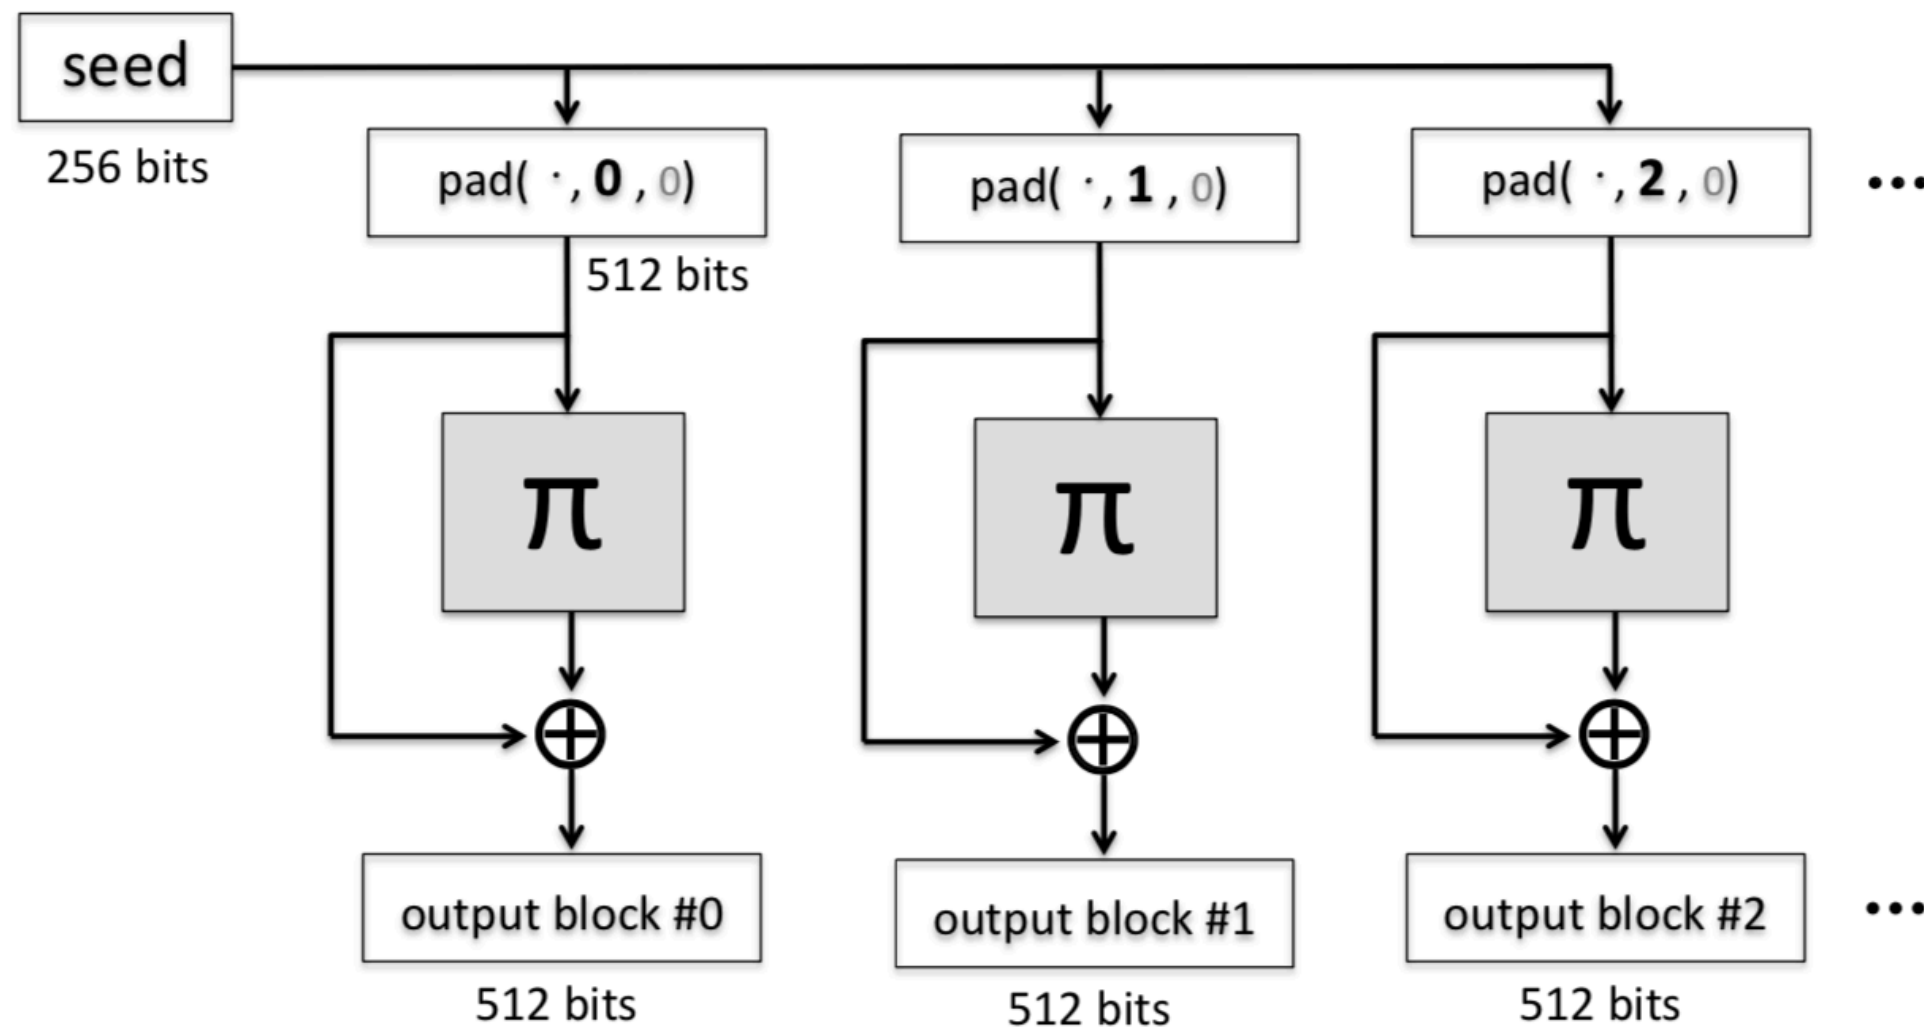 seed
256 bits
pad( · , 0 , 0)
pad( · , 1 , 0)
pad( · , 2 , 0)
...
512 bits
π
π
π
output block #0
output block #1
output block #2
...
512 bits
512 bits
512 bits